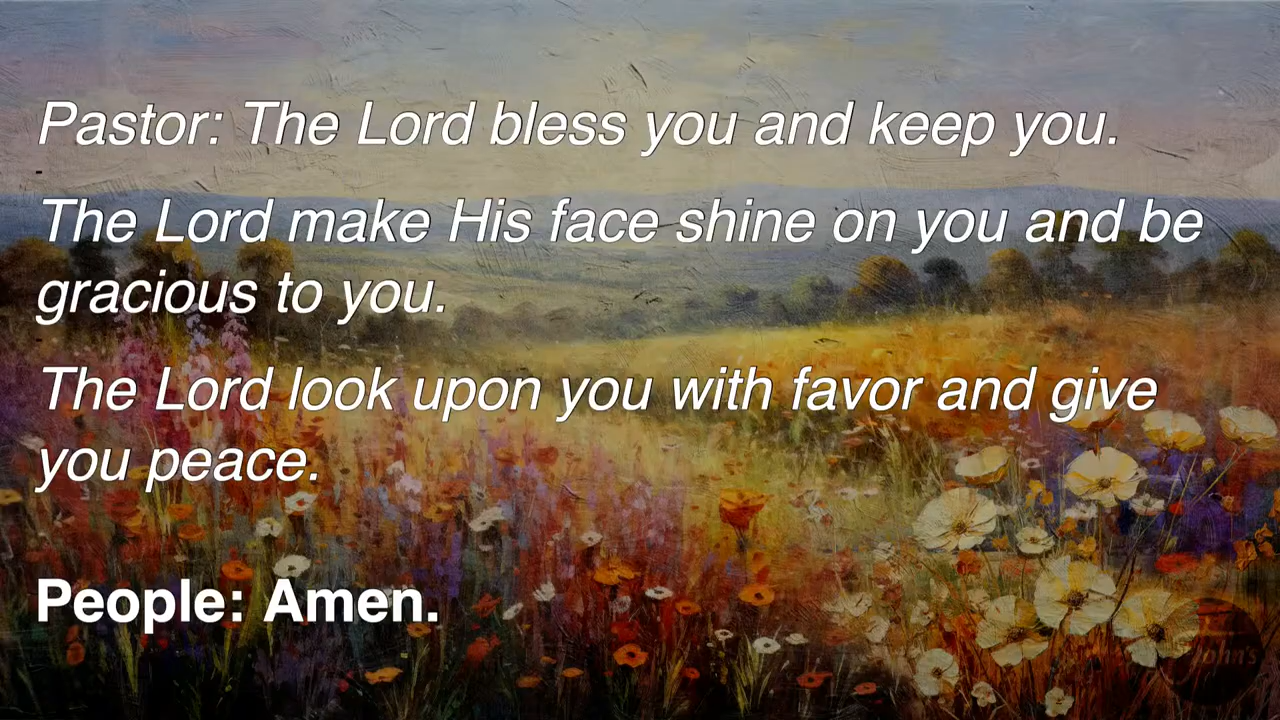 Pastor: The Lord bless you and keep you.
The Lord make His face shine on you and be
gracious to you.
The Lord look upon you with favor and give
you peace.
People: Amen.
John's